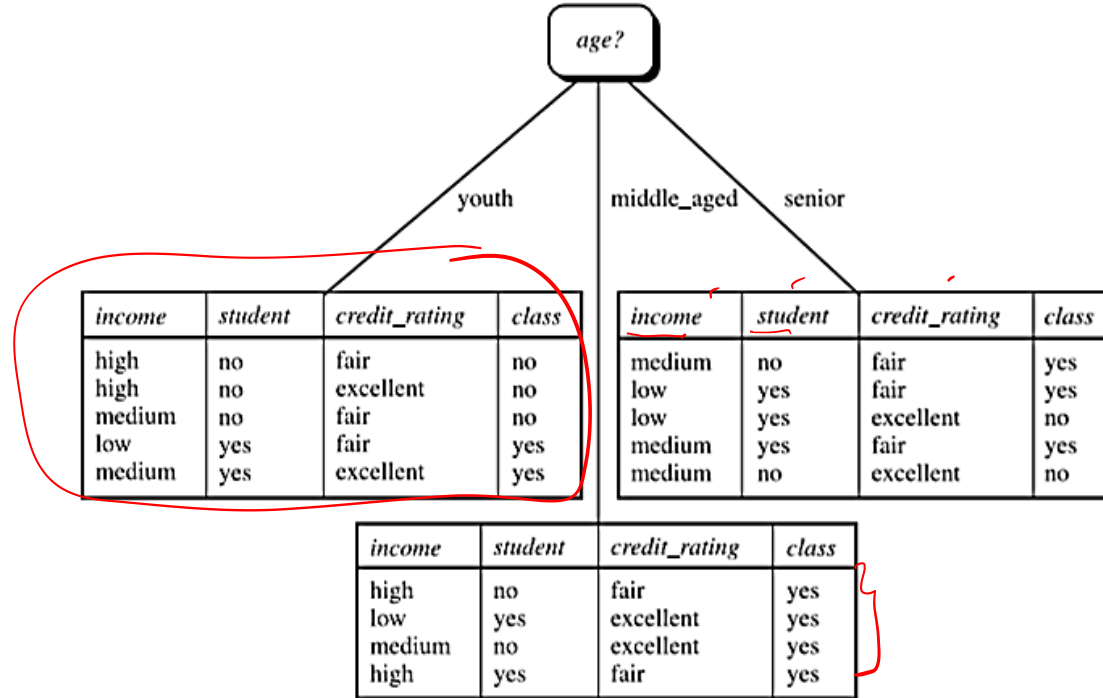 age?
youth middle_aged senior
income student credit_rating class
high no fair no
high no excellent no
medium no fair no
low yes fair yes
medium yes excellent yes
income student credit_rating class
medium no fair yes
low yes fair yes
low yes excellent no
medium yes fair yes
medium no excellent no
income student credit_rating class
high no fair yes
low yes excellent yes
medium no excellent yes
high yes fair yes